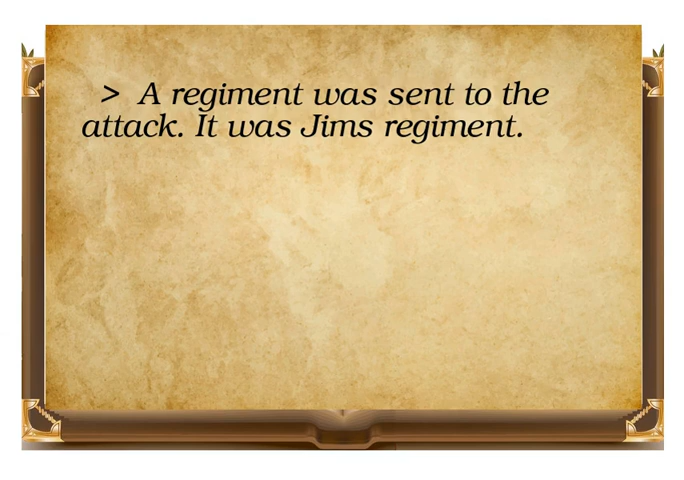 > A regiment was sent to the
attack. It was Jims regiment.